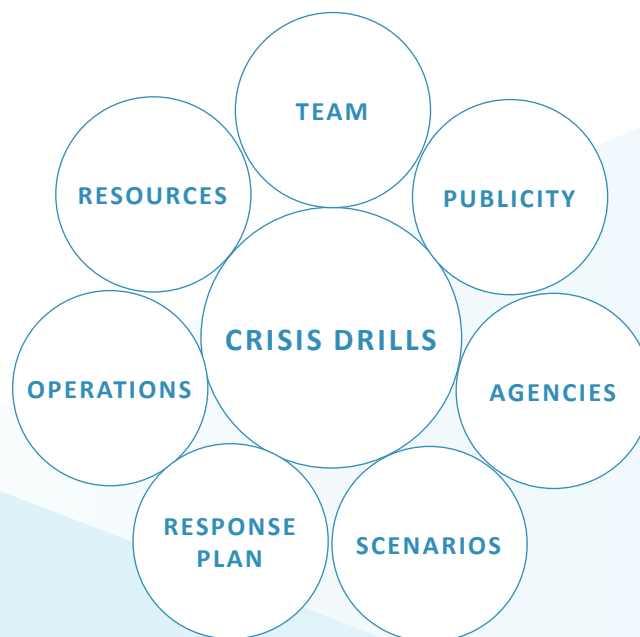 TEAM
RESOURCES
PUBLICITY
CRISIS DRILLS
OPERATIONS
AGENCIES
RESPONSE
PLAN
SCENARIOS